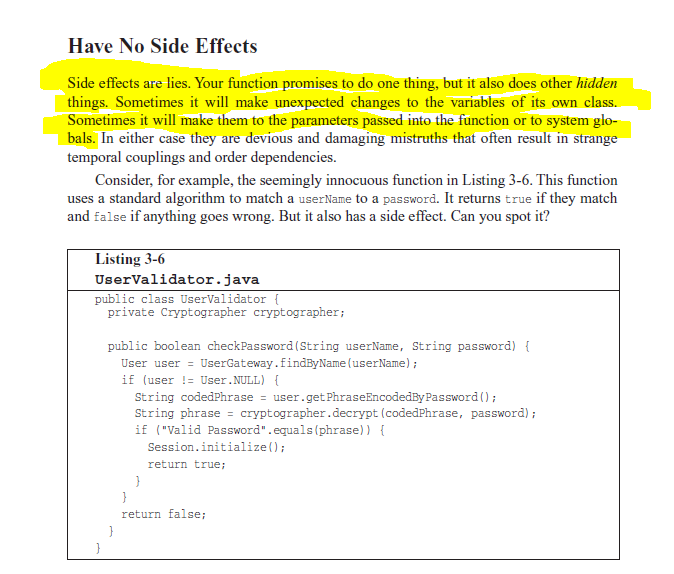 Have No Side Effects
Side effects are lies. Your function promises to do one thing, but it also does other hidden
things. Sometimes it will make unexpected changes to the variables of its own class.
Sometimes it will make them to the parameters passed into the function or to system glo-
bals. In either case they are devious and damaging mistruths that often result in strange
temporal couplings and order dependencies.
Consider, for example, the seemingly innocuous function in Listing 3-6. This function
uses a standard algorithm to match a userName to a password. It returns true if they match
and false if anything goes wrong. But it also has a side effect. Can you spot it?
Listing 3-6
UserValidator.java
public class UserValidator {
private Cryptographer cryptographer;
public boolean checkPassword(String userName, String password) {
User user = UserGateway.findByName(userName);
if (user != User.NULL) {
String codedPhrase = user.getPhraseEncodedByPassword();
String phrase = cryptographer.decrypt(codedPhrase, password);
if ("Valid Password".equals(phrase)) {
Session.initialize();
return true;
}
}
return false;
}
}